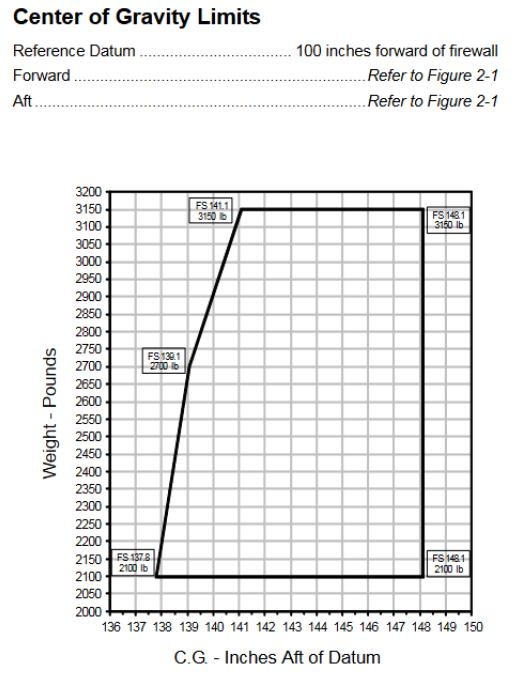 Center of Gravity Limits
Reference Datum .................................. 100 inches forward of firewall
Forward .................................................................. Refer to Figure 2-1
Aft ........................................................................... Refer to Figure 2-1
3200
3150
3100
3050
3000
2950
2900
2850
2800
2750
2700
2650
2600
2550
2500
2450
2400
2350
2300
2250
2200
2150
2100
2050
2000
Weight - Pounds
FS 141.1
3150 lb
FS 148.1
3150 lb
FS 139.1
2700 lb
FS 137.8
2100 lb
FS 148.1
2100 lb
136 137 138 139 140 141 142 143 144 145 146 147 148 149 150
C.G. - Inches Aft of Datum